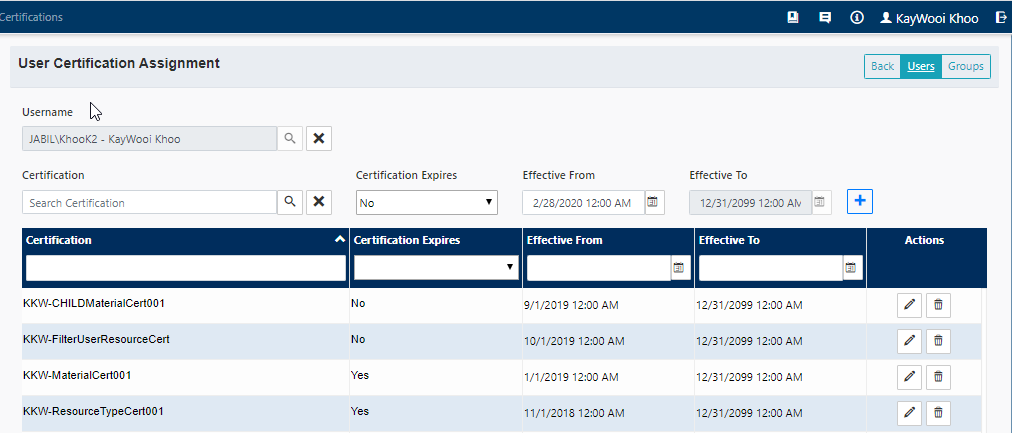 Certifications KayWooi Khoo
User Certification Assignment Back Users Groups
Username
JABIL\KhooK2 - KayWooi Khoo
Certification Certification Expires Effective From Effective To
Search Certification No 2/28/2020 12:00 AM 12/31/2099 12:00 AM
Certification Certification Expires Effective From Effective To Actions
KKW-CHILDMaterialCert001 No 9/1/2019 12:00 AM 12/31/2099 12:00 AM
KKW-FilterUserResourceCert No 10/1/2019 12:00 AM 12/31/2099 12:00 AM
KKW-MaterialCert001 Yes 1/1/2019 12:00 AM 12/31/2099 12:00 AM
KKW-ResourceTypeCert001 Yes 11/1/2018 12:00 AM 12/31/2099 12:00 AM